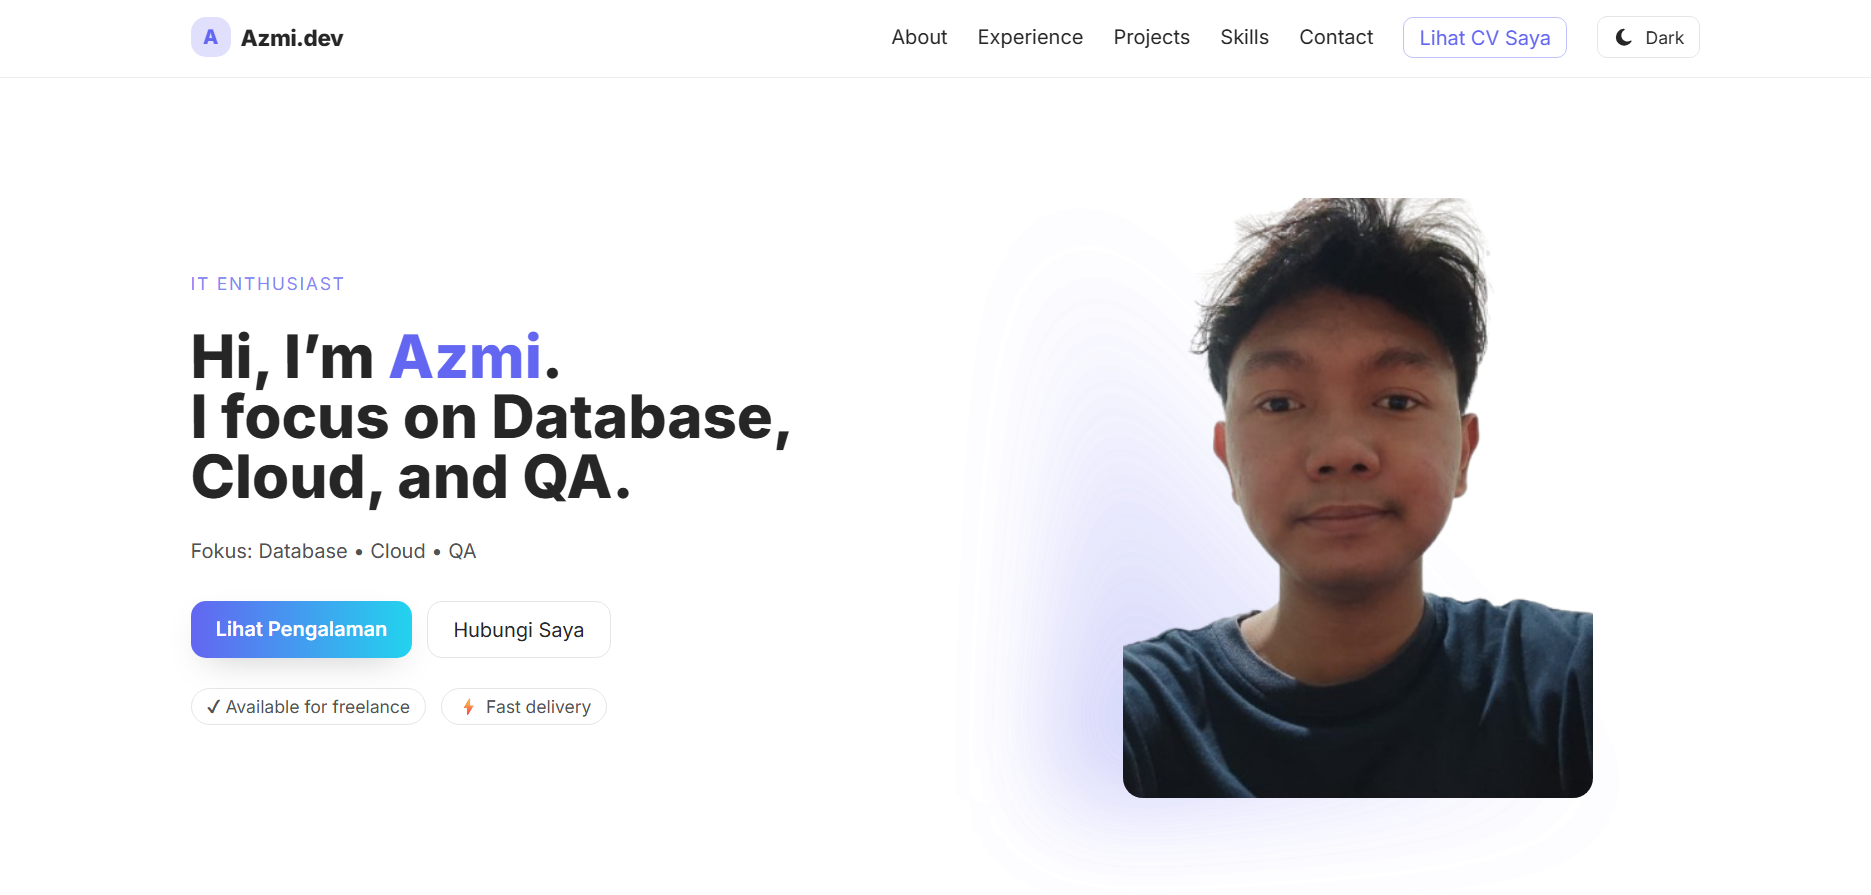 A Azmi.dev
About Experience Projects Skills Contact Lihat CV Saya Dark
IT ENTHUSIAST
Hi, I’m Azmi.
I focus on Database,
Cloud, and QA.
Fokus: Database • Cloud • QA
Lihat Pengalaman Hubungi Saya
✓ Available for freelance ⚡ Fast delivery